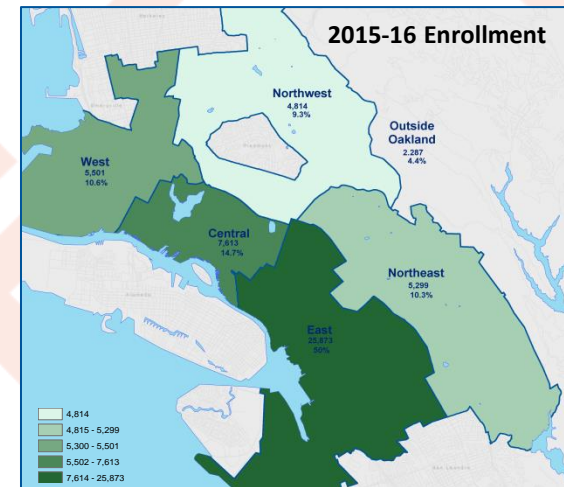 2015-16 Enrollment
Northwest
4,814
9.3%
Outside
Oakland
2.287
4.4%
West
5,501
10.6%
Central
7,613
14.7%
Northeast
5,299
10.3%
East
25,873
50%
4,814
4,815 - 5,299
5,300 - 5,501
5,502 - 7,613
7,614 - 25,873